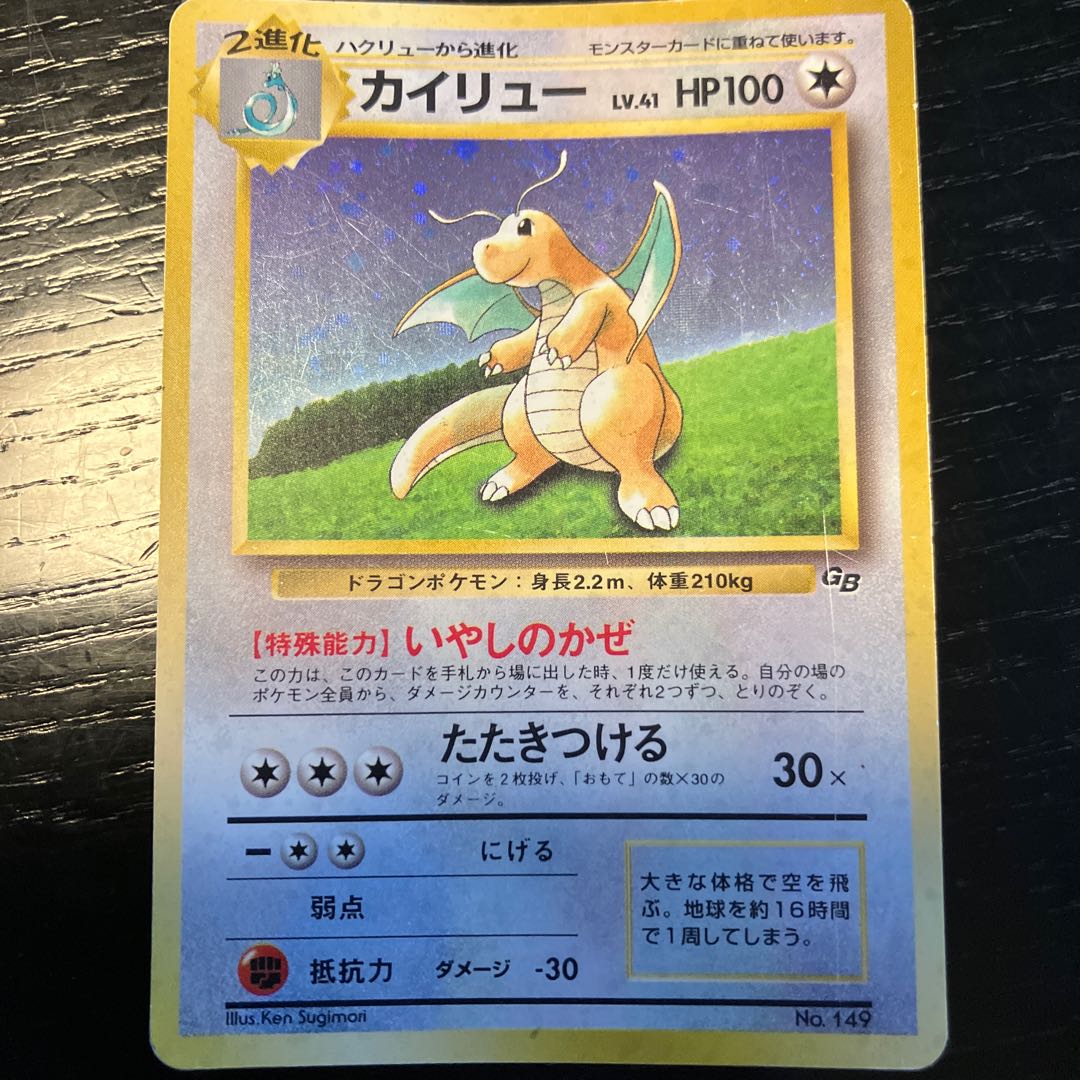 2進化 ハクリューから進化 モンスターカードに重ねて使います。
カイリュー LV.41 HP100
ドラゴンポケモン：身長2.2m、体重210kg
GB
【特殊能力】いやしのかぜ
この力は、このカードを手札から場に出した時、1度だけ使える。自分の場の
ポケモン全員から、ダメージカウンターを、それぞれ2つずつ、とりのぞく。
たたきつける
コインを2枚投げ、「おもて」の数×30の
ダメージ。
30×
にげる
弱点
抵抗力 ダメージ -30
大きな体格で空を飛
ぶ。地球を約16時間
で1周してしまう。
Illus.Ken Sugimori
No. 149